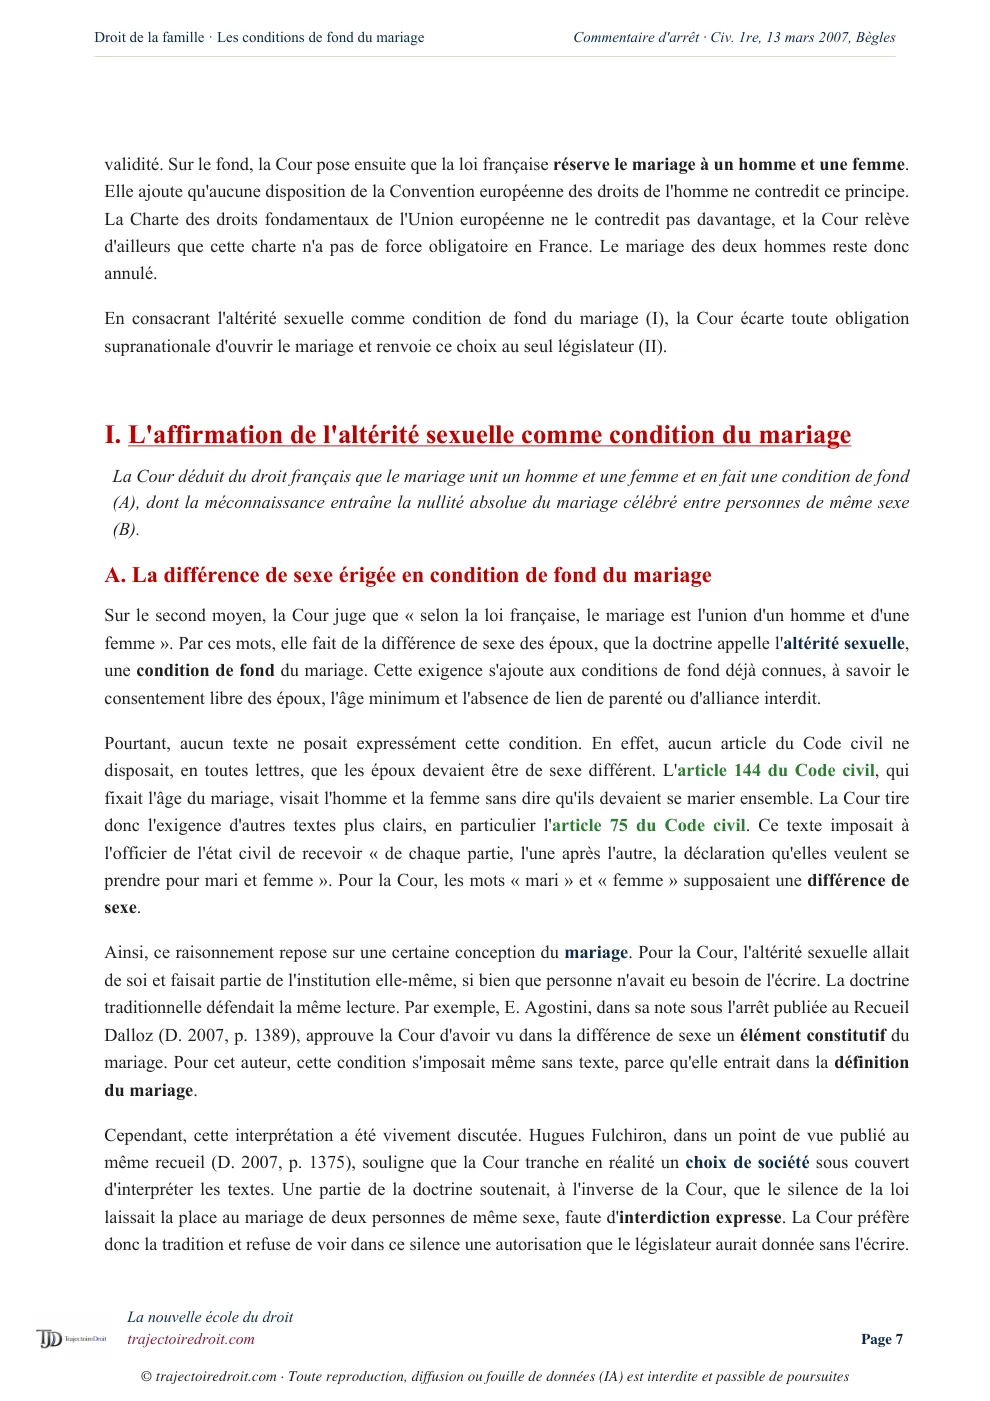 Droit de la famille · Les conditions de fond du mariage
Commentaire d'arrêt · Civ. 1re, 13 mars 2007, Bègles
validité. Sur le fond, la Cour pose ensuite que la loi française réserve le mariage à un homme et une femme.
Elle ajoute qu'aucune disposition de la Convention européenne des droits de l'homme ne contredit ce principe.
La Charte des droits fondamentaux de l'Union européenne ne le contredit pas davantage, et la Cour relève
d'ailleurs que cette charte n'a pas de force obligatoire en France. Le mariage des deux hommes reste donc
annulé.
En consacrant l'altérité sexuelle comme condition de fond du mariage (I), la Cour écarte toute obligation
supranationale d'ouvrir le mariage et renvoie ce choix au seul législateur (II).
I. L'affirmation de l'altérité sexuelle comme condition du mariage
La Cour déduit du droit français que le mariage unit un homme et une femme et en fait une condition de fond
(A), dont la méconnaissance entraîne la nullité absolue du mariage célébré entre personnes de même sexe
(B).
A. La différence de sexe érigée en condition de fond du mariage
Sur le second moyen, la Cour juge que « selon la loi française, le mariage est l'union d'un homme et d'une
femme ». Par ces mots, elle fait de la différence de sexe des époux, que la doctrine appelle l'altérité sexuelle,
une condition de fond du mariage. Cette exigence s'ajoute aux conditions de fond déjà connues, à savoir le
consentement libre des époux, l'âge minimum et l'absence de lien de parenté ou d'alliance interdit.
Pourtant, aucun texte ne posait expressément cette condition. En effet, aucun article du Code civil ne
disposait, en toutes lettres, que les époux devaient être de sexe différent. L'article 144 du Code civil, qui
fixait l'âge du mariage, visait l'homme et la femme sans dire qu'ils devaient se marier ensemble. La Cour tire
donc l'exigence d'autres textes plus clairs, en particulier l'article 75 du Code civil. Ce texte imposait à
l'officier de l'état civil de recevoir « de chaque partie, l'une après l'autre, la déclaration qu'elles veulent se
prendre pour mari et femme ». Pour la Cour, les mots « mari » et « femme » supposaient une différence de
sexe.
Ainsi, ce raisonnement repose sur une certaine conception du mariage. Pour la Cour, l'altérité sexuelle allait
de soi et faisait partie de l'institution elle-même, si bien que personne n'avait eu besoin de l'écrire. La doctrine
traditionnelle défendait la même lecture. Par exemple, E. Agostini, dans sa note sous l'arrêt publiée au Recueil
Dalloz (D. 2007, p. 1389), approuve la Cour d'avoir vu dans la différence de sexe un élément constitutif du
mariage. Pour cet auteur, cette condition s'imposait même sans texte, parce qu'elle entrait dans la définition
du mariage.
Cependant, cette interprétation a été vivement discutée. Hugues Fulchiron, dans un point de vue publié au
même recueil (D. 2007, p. 1375), souligne que la Cour tranche en réalité un choix de société sous couvert
d'interpréter les textes. Une partie de la doctrine soutenait, à l'inverse de la Cour, que le silence de la loi
laissait la place au mariage de deux personnes de même sexe, faute d'interdiction expresse. La Cour préfère
donc la tradition et refuse de voir dans ce silence une autorisation que le législateur aurait donnée sans l'écrire.
La nouvelle école du droit
TrajectoireDroit
trajectoiredroit.com
Page 7
© trajectoiredroit.com · Toute reproduction, diffusion ou fouille de données (IA) est interdite et passible de poursuites